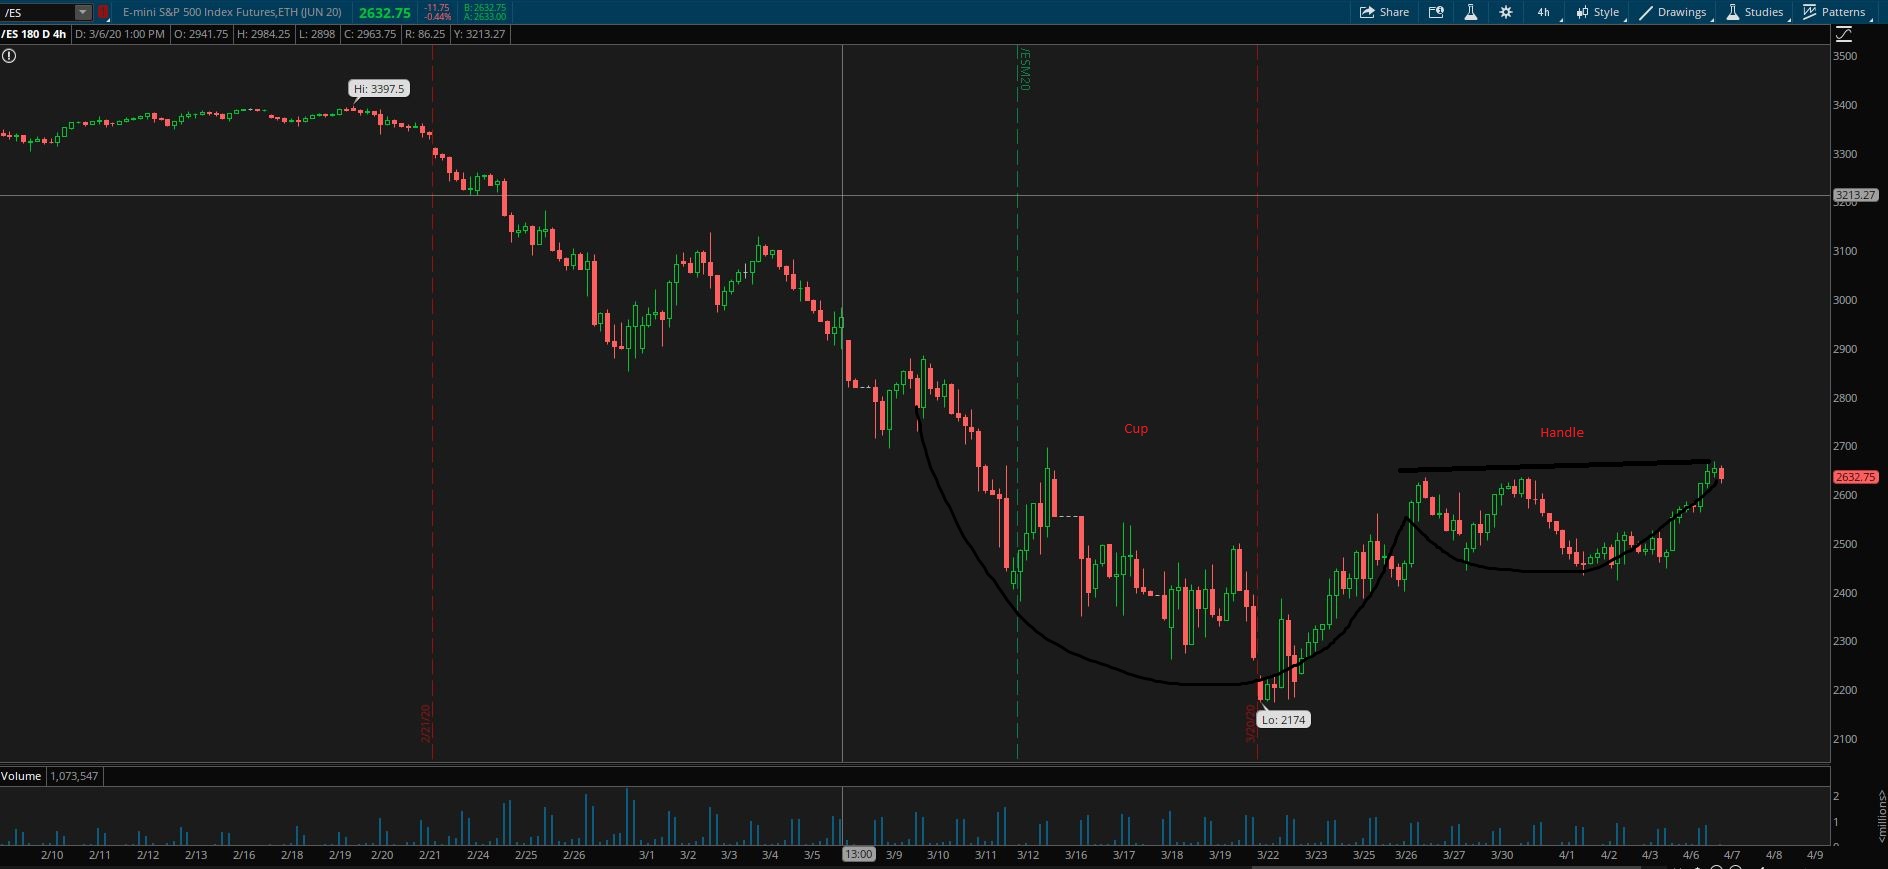 /ES E-mini S&P 500 Index Futures,ETH (JUN 20) 2632.75 -11.75 -0.44% B: 2632.75 A: 2633.00 Share 4h Style Drawings Studies Patterns
/ES 180 D 4h D: 3/6/20 1:00 PM O: 2941.75 H: 2984.25 L: 2898 C: 2963.75 R: 86.25 Y: 3213.27
3500
/ESM20
Hi: 3397.5
3400
3300
3213.27
3200
3100
3000
2900
2800
Cup
Handle
2700
2632.75
2600
2500
2400
2300
2200
2/21/20
3/20/20
Lo: 2174
2100
Volume 1,073,547
2
1
0
<millions>
2/10 2/11 2/12 2/13 2/16 2/18 2/19 2/20 2/21 2/24 2/25 2/26 3/1 3/2 3/3 3/4 3/5 13:00 3/9 3/10 3/11 3/12 3/16 3/17 3/18 3/19 3/22 3/23 3/25 3/26 3/27 3/30 4/1 4/2 4/3 4/6 4/7 4/8 4/9